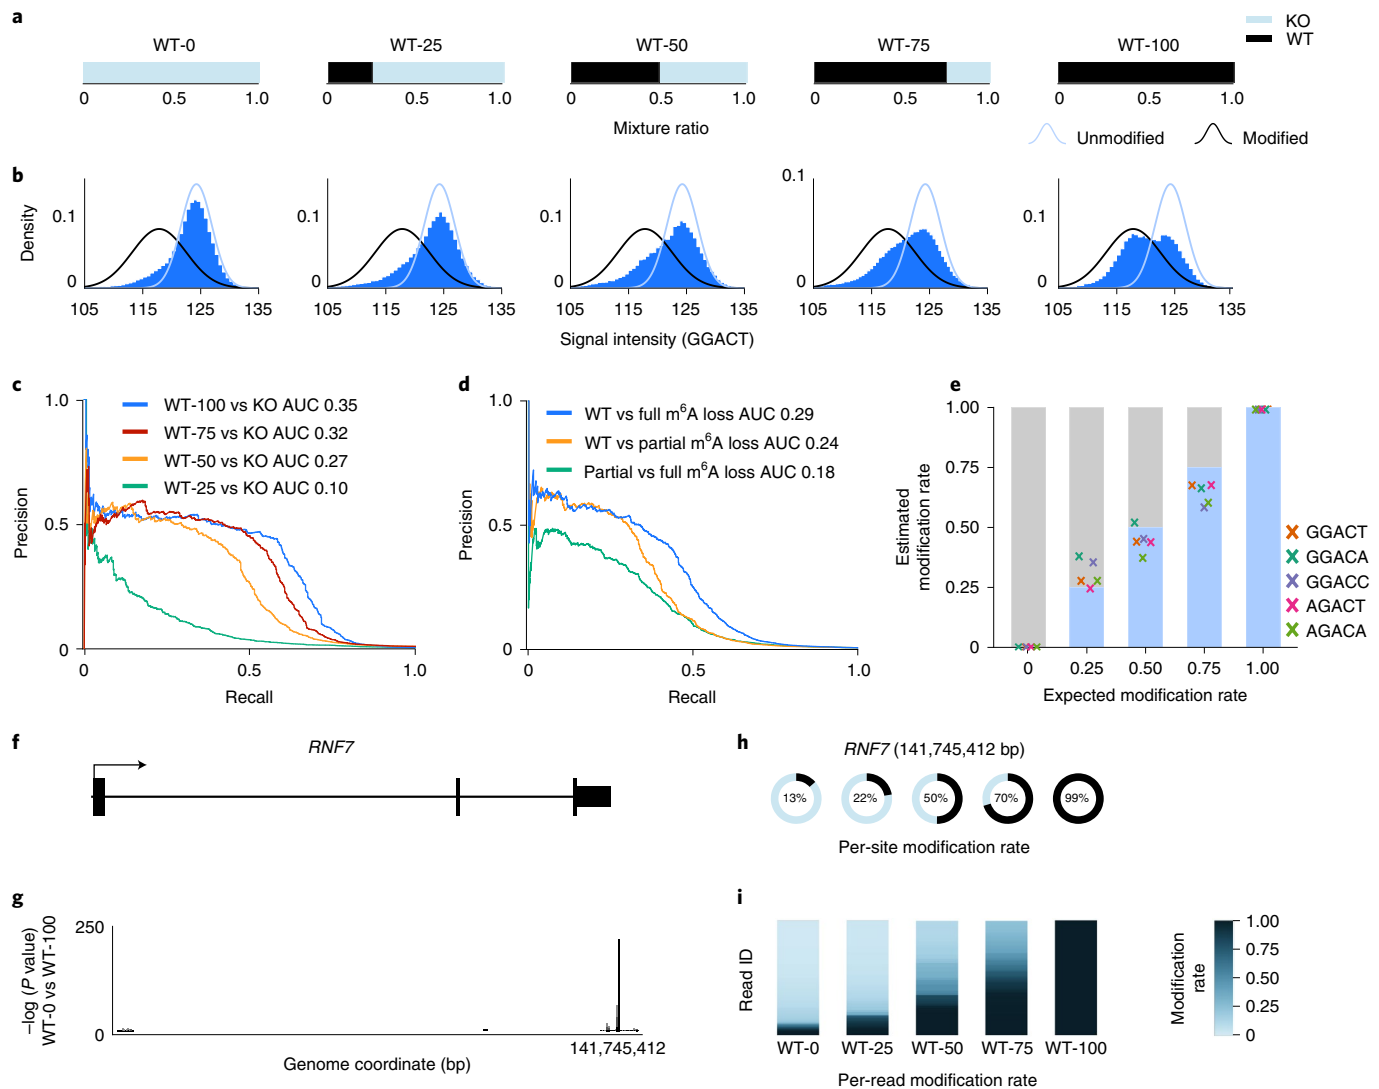 a
WT-0 WT-25 WT-50 WT-75 WT-100
KO
WT
0 0.5 1.0 0 0.5 1.0 0 0.5 1.0 0 0.5 1.0 0 0.5 1.0
Mixture ratio
Unmodified Modified
b
Density
0.1 0.1 0.1 0.1 0.1
0 0 0 0 0
105 115 125 135 105 115 125 135 105 115 125 135 105 115 125 135 105 115 125 135
Signal intensity (GGACT)
c
Precision
1.0
0.5
0
WT-100 vs KO AUC 0.35
WT-75 vs KO AUC 0.32
WT-50 vs KO AUC 0.27
WT-25 vs KO AUC 0.10
0 0.5 1.0
Recall
d
Precision
1.0
0.5
0
WT vs full m⁶A loss AUC 0.29
WT vs partial m⁶A loss AUC 0.24
Partial vs full m⁶A loss AUC 0.18
0 0.5 1.0
Recall
e
Estimated
modification rate
1.00
0.75
0.50
0.25
0
0 0.25 0.50 0.75 1.00
Expected modification rate
GGACT
GGACA
GGACC
AGACT
AGACA
f
RNF7
g
–log (P value)
WT-0 vs WT-100
250
0
141,745,412
Genome coordinate (bp)
h
RNF7 (141,745,412 bp)
13% 22% 50% 70% 99%
Per-site modification rate
i
Read ID
WT-0 WT-25 WT-50 WT-75 WT-100
Per-read modification rate
Modification
rate
1.00
0.75
0.50
0.25
0